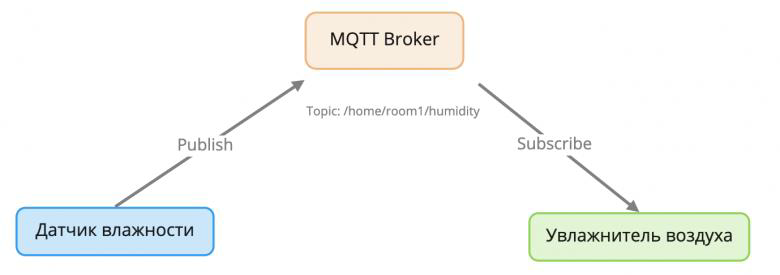 MQTT Broker
Topic: /home/room1/humidity
Publish
Subscribe
Датчик влажности
Увлажнитель воздуха